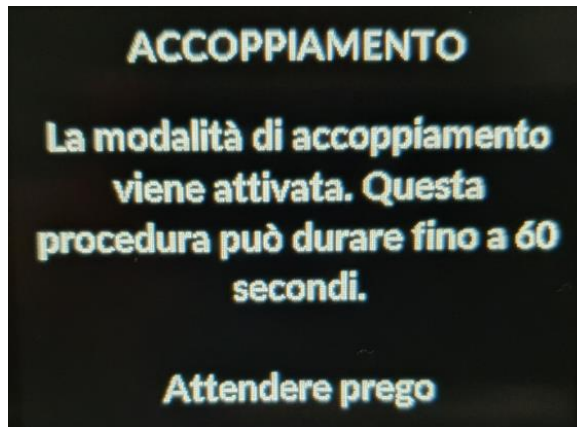 ACCOPPIAMENTO
La modalità di accoppiamento
viene attivata. Questa
procedura può durare fino a 60
secondi.
Attendere prego